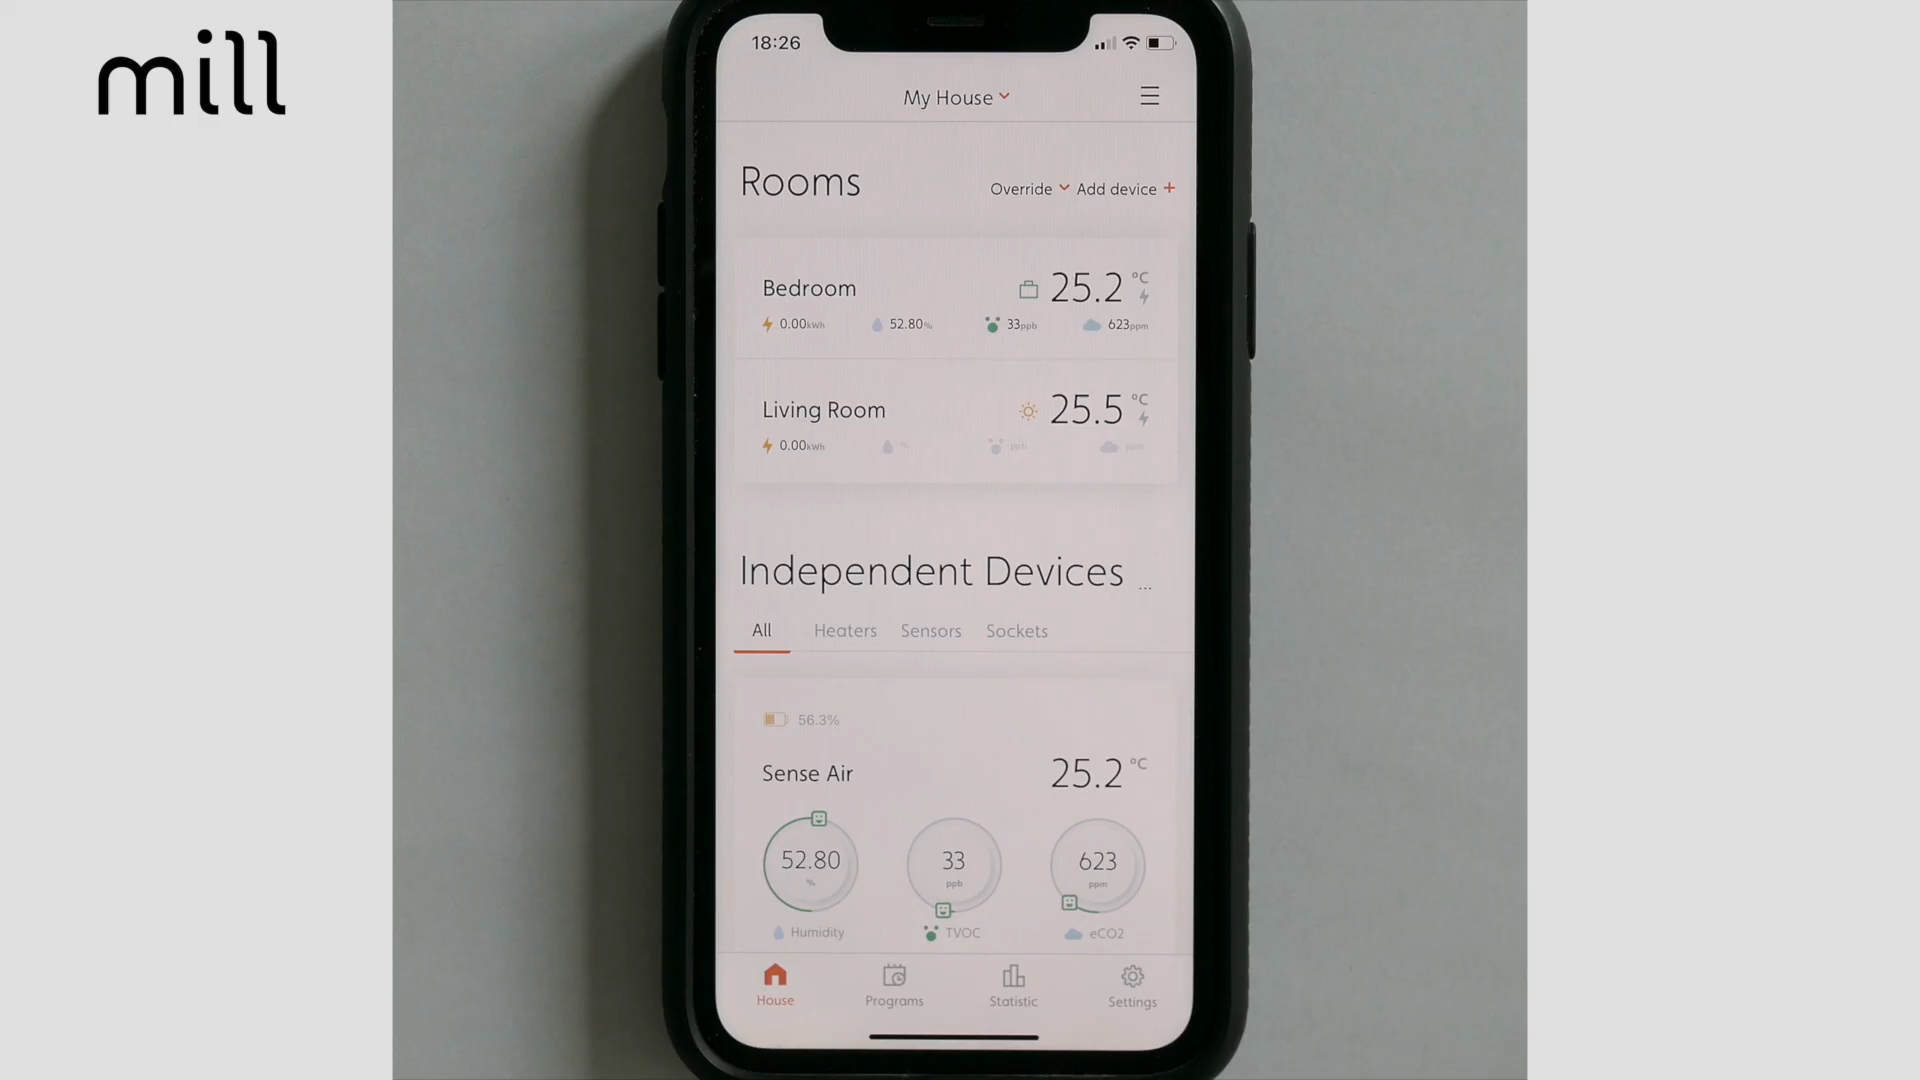 mill
18:26
My House
Rooms
Override
Add device +
Bedroom
25.2 °C
0.00kWh
52.80%
33ppb
623ppm
Living Room
25.5 °C
0.00kWh
%
ppb
ppm
Independent Devices ...
All
Heaters
Sensors
Sockets
56.3%
Sense Air
25.2 °C
52.80
%
33
ppb
623
ppm
Humidity
TVOC
eCO2
House
Programs
Statistic
Settings